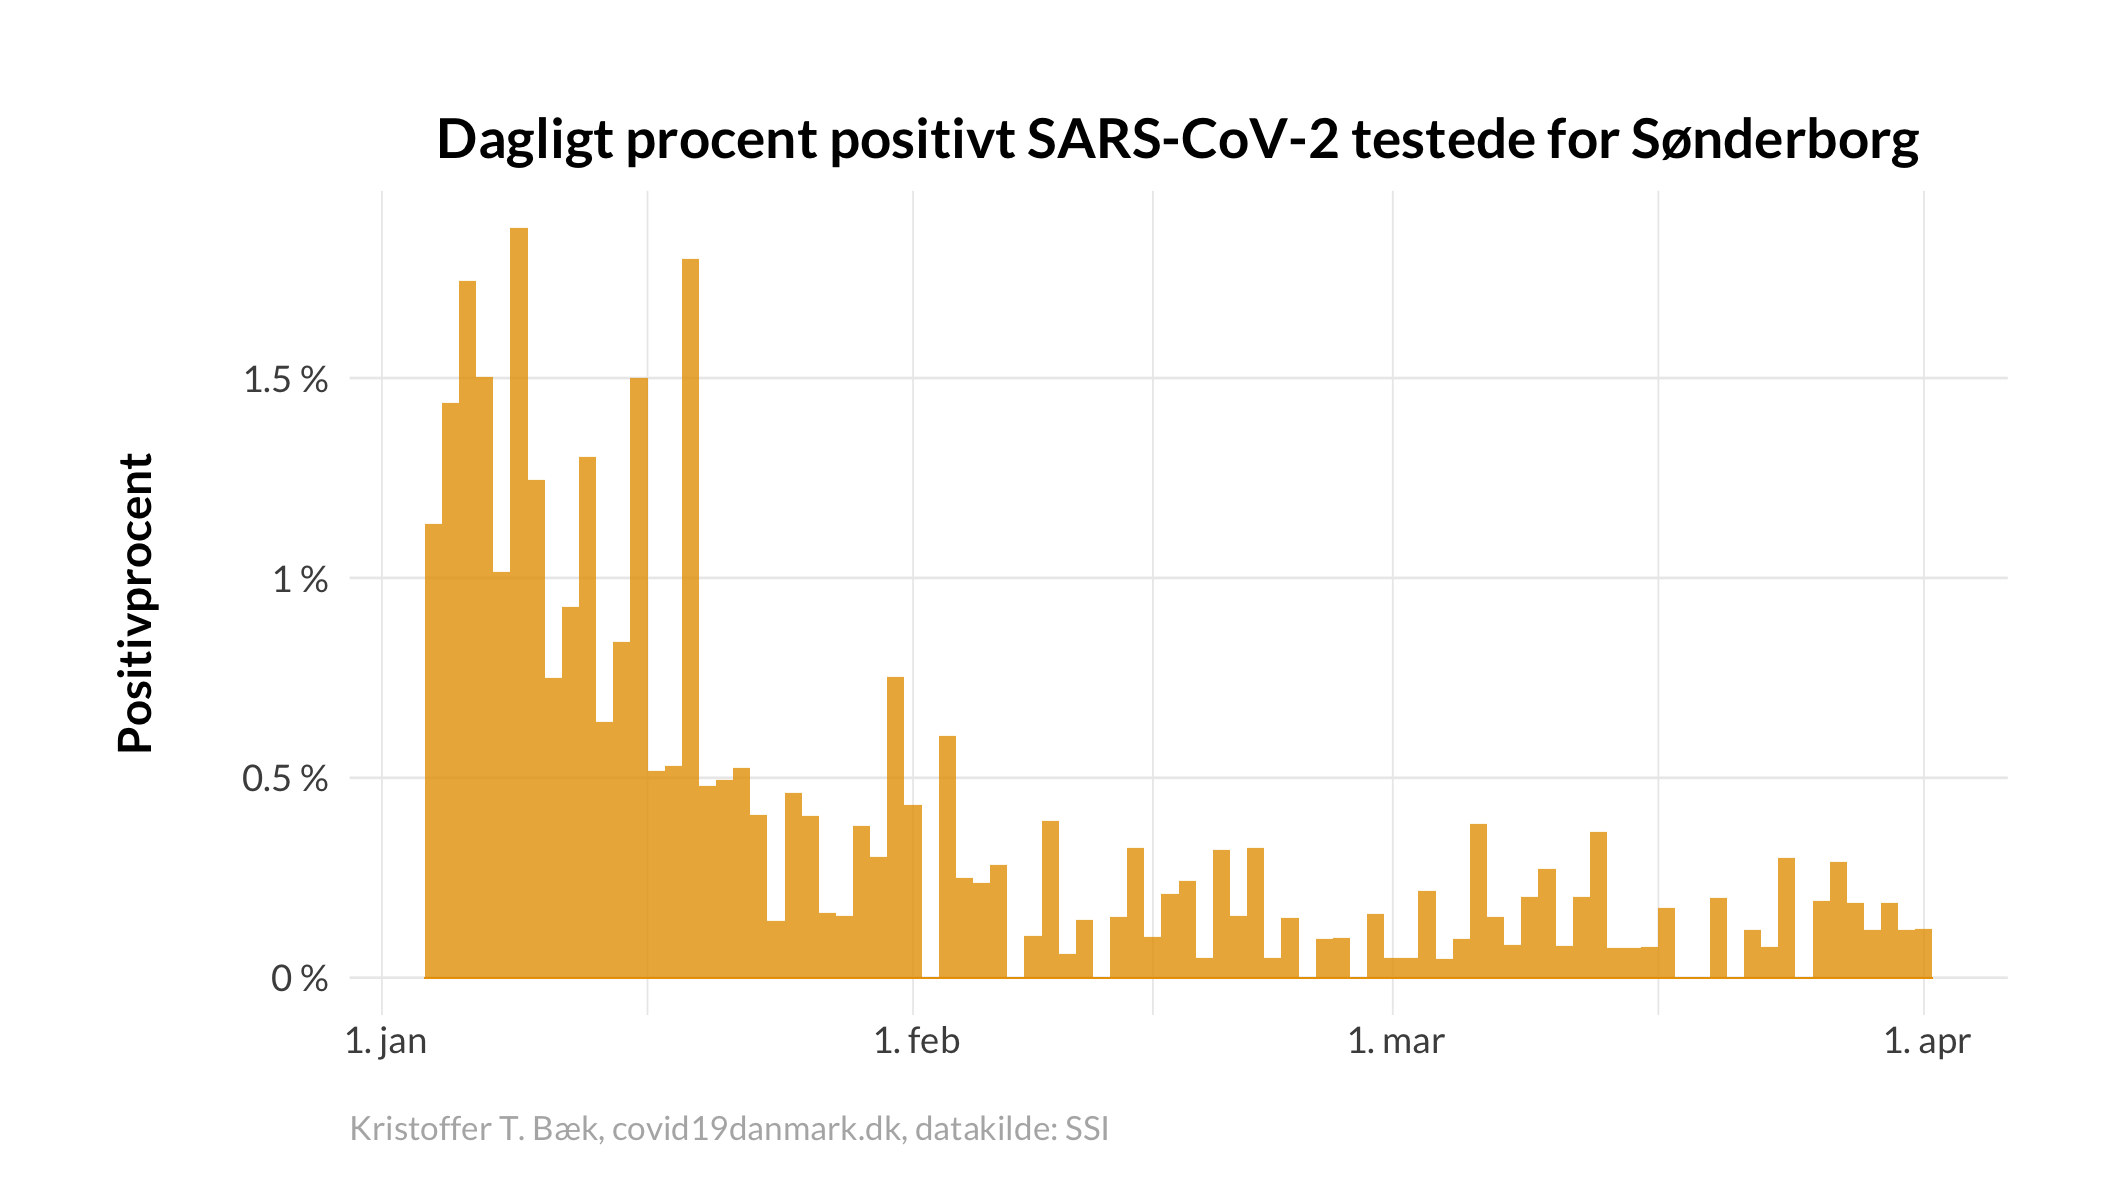 Dagligt procent positivt SARS-CoV-2 testede for Sønderborg
Positivprocent
1.5 %
1 %
0.5 %
0 %
1. jan
1. feb
1. mar
1. apr
Kristoffer T. Bæk, covid19danmark.dk, datakilde: SSI